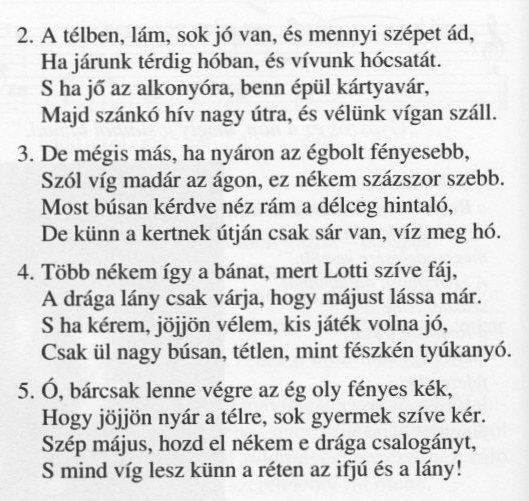 2. A télben, lám, sok jó van, és mennyi szépet ád,
Ha járunk térdig hóban, és vívunk hócsatát.
S ha jő az alkonyóra, benn épül kártyavár,
Majd szánkó hív nagy útra, és vélünk vígan száll.
3. De mégis más, ha nyáron az égbolt fényesebb,
Szól víg madár az ágon, ez nékem százszor szebb.
Most búsan kérdve néz rám a délceg hintaló,
De künn a kertnek útján csak sár van, víz meg hó.
4. Több nékem így a bánat, mert Lotti szíve fáj,
A drága lány csak várja, hogy májust lássa már.
S ha kérem, jöjjön vélem, kis játék volna jó,
Csak ül nagy búsan, tétlen, mint fészkén tyúkanyó.
5. Ó, bárcsak lenne végre az ég oly fényes kék,
Hogy jöjjön nyár a télre, sok gyermek szíve kér.
Szép május, hozd el nékem e drága csalogányt,
S mind víg lesz künn a réten az ifjú és a lány!